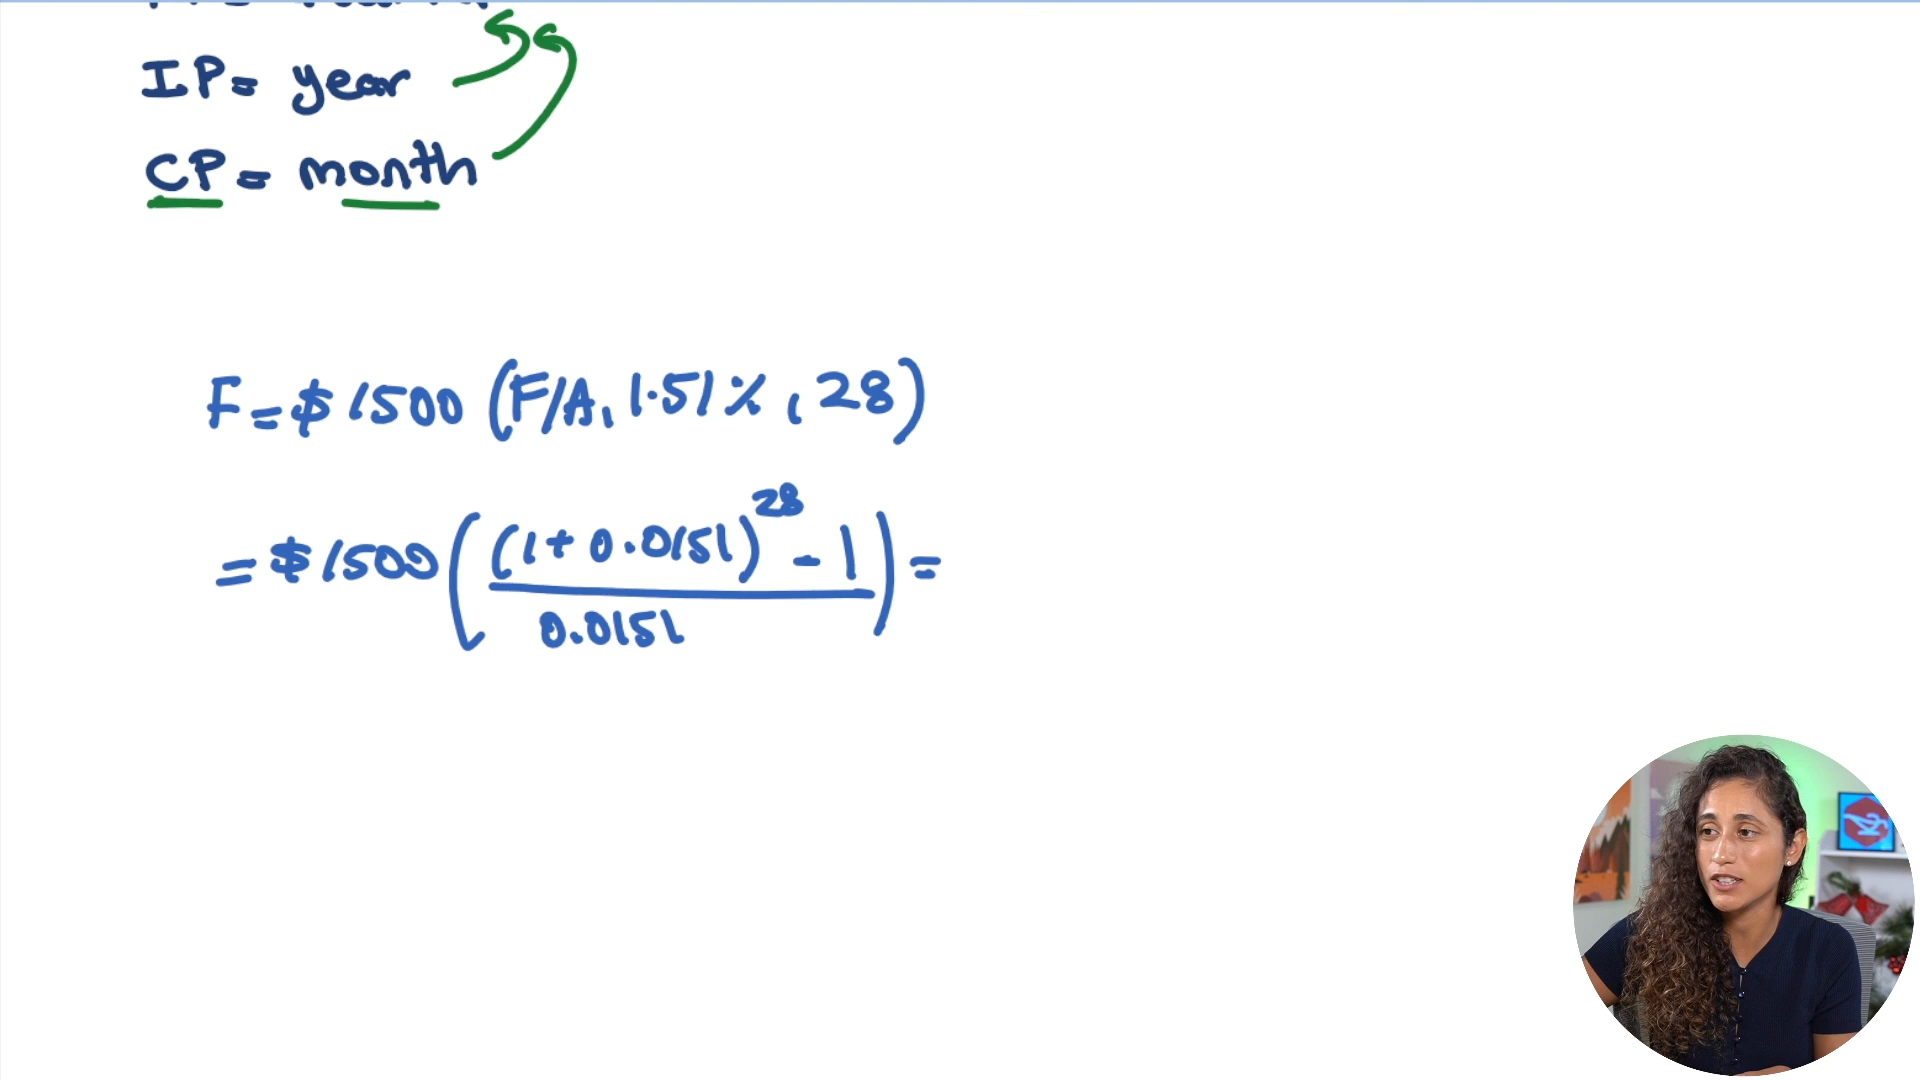 IP= year
CP= month
F=$1500 (F/A, 1.51%, 28)
=$1500 ( (1+0.0151)^28 - 1 ) =
0.0151